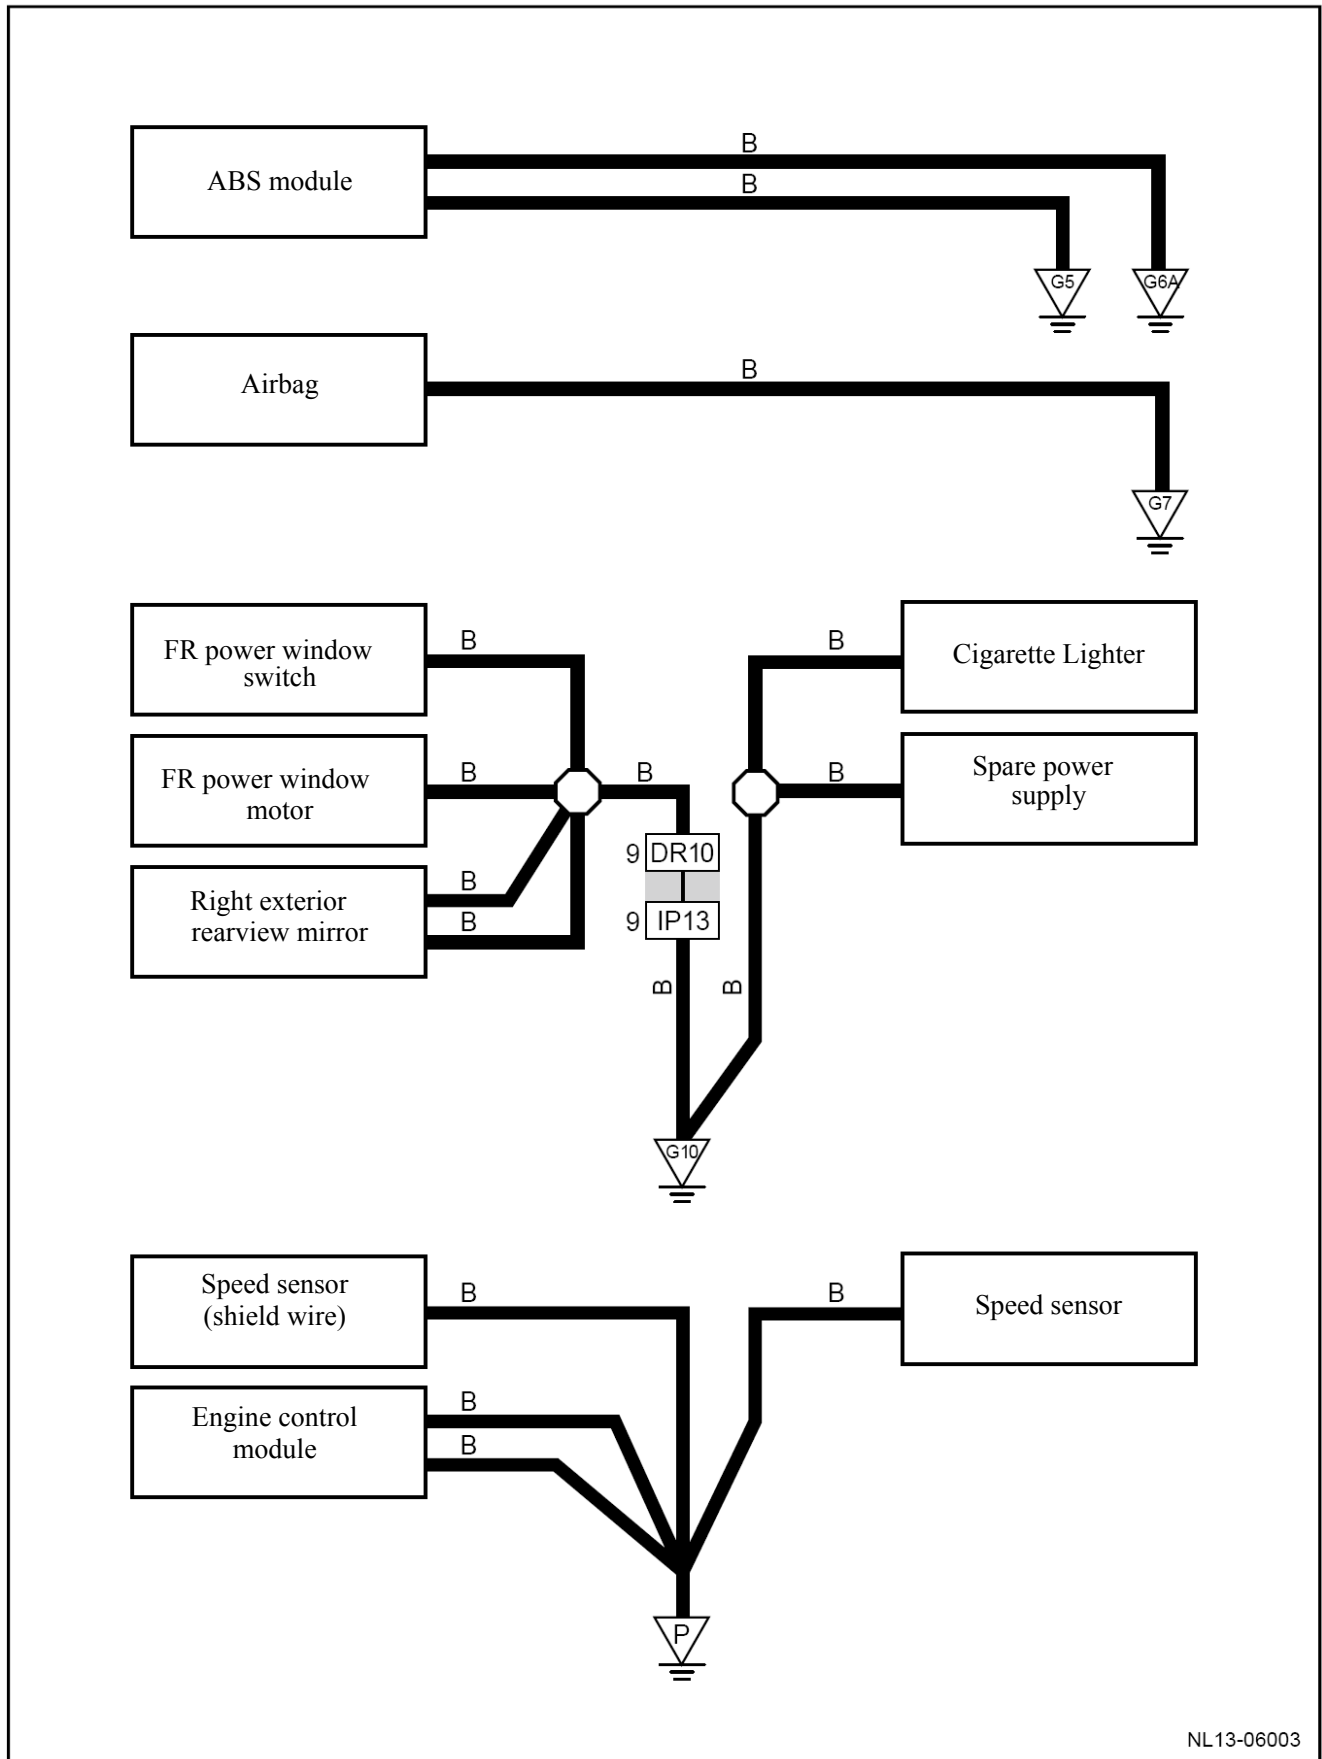 B
ABS module
B
G5
G6A
B
Airbag
G7
FR power window
switch
B
B
Cigarette Lighter
FR power window
motor
B
B
B
Spare power
supply
9 DR10
Right exterior
rearview mirror
B
B
9 IP13
B
B
G10
Speed sensor
(shield wire)
B
B
Speed sensor
Engine control
module
B
B
P
NL13-06003